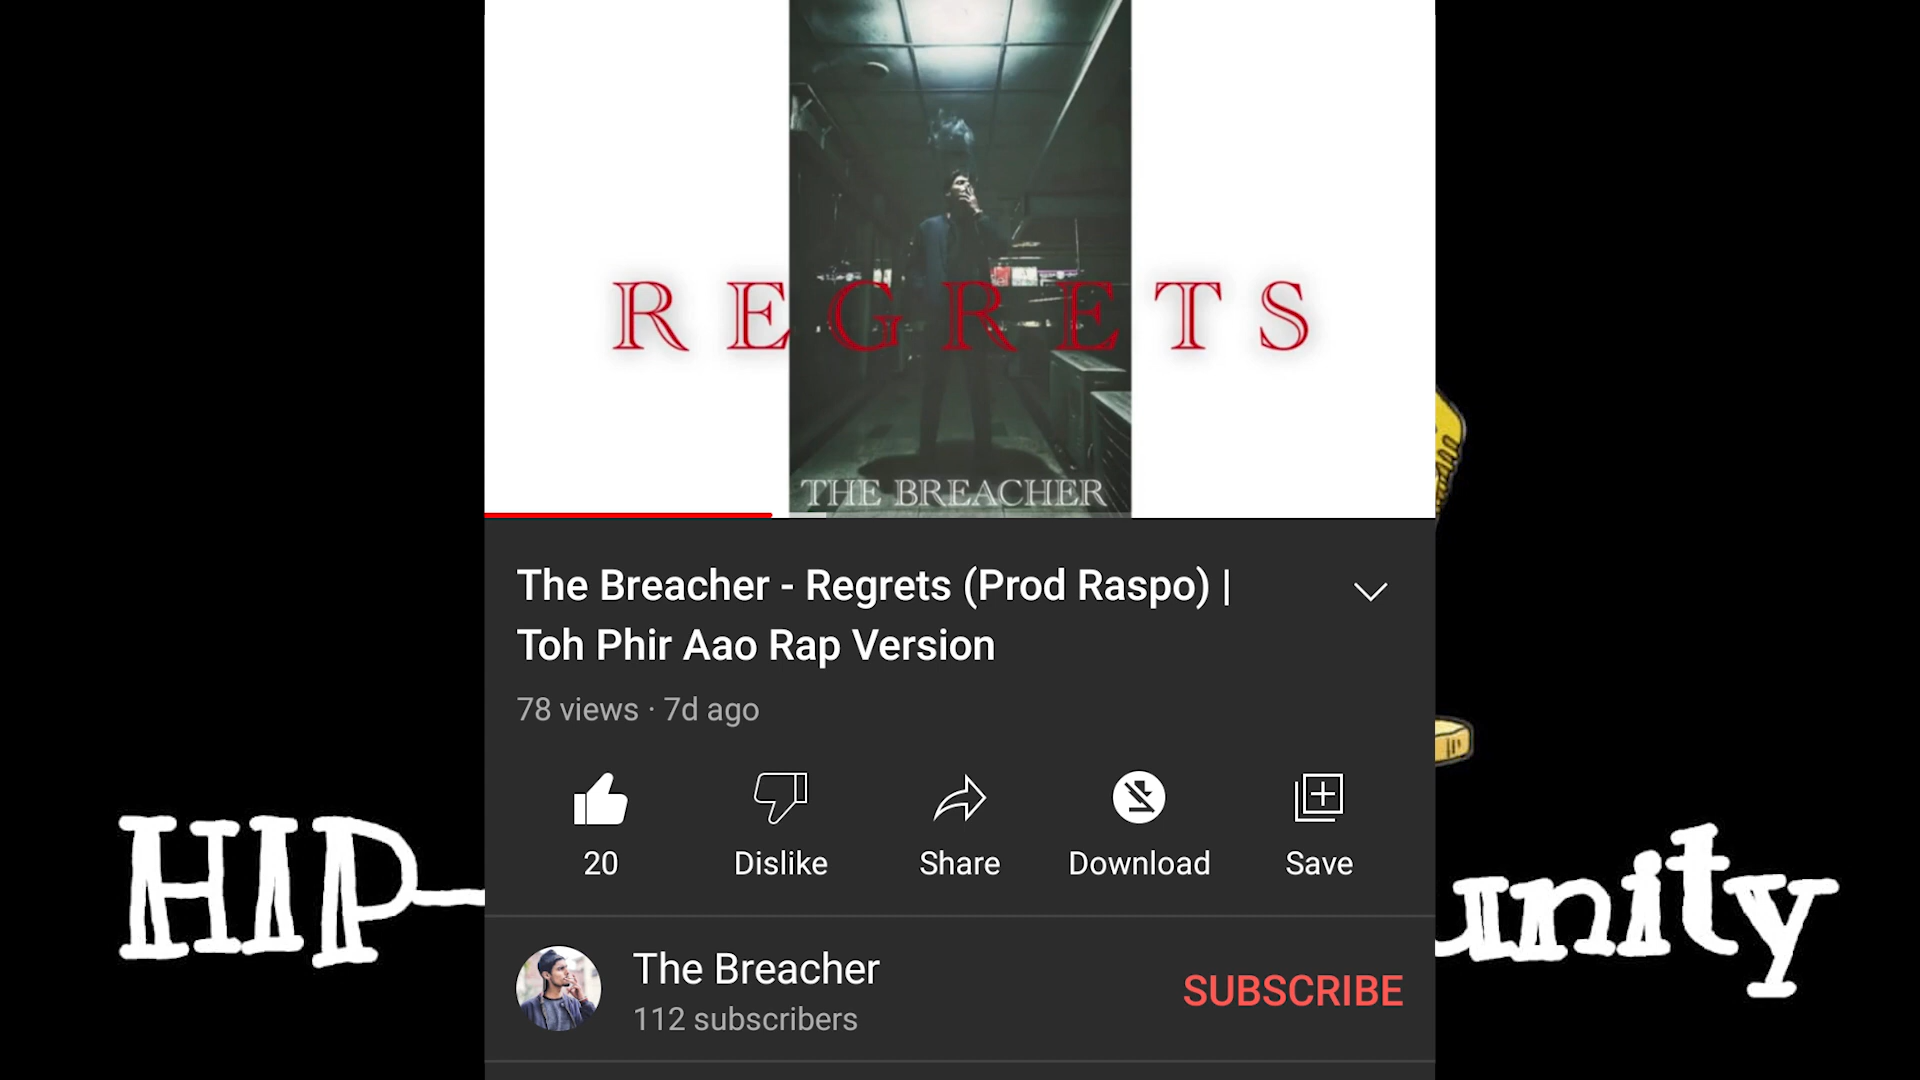 REGRETS
THE BREACHER
The Breacher - Regrets (Prod Raspo) |
Toh Phir Aao Rap Version
78 views · 7d ago
20
Dislike
Share
Download
Save
HIP-
unity
The Breacher
112 subscribers
SUBSCRIBE